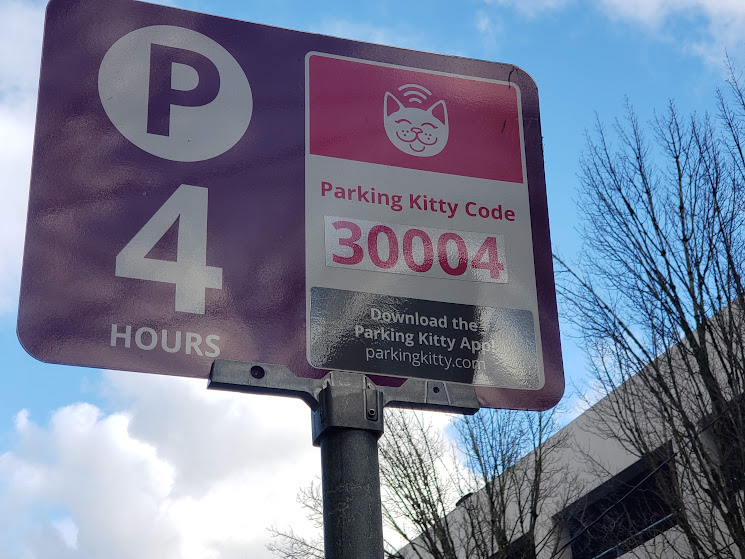 P
4
HOURS
Parking Kitty Code
30004
Download the
Parking Kitty App!
parkingkitty.com